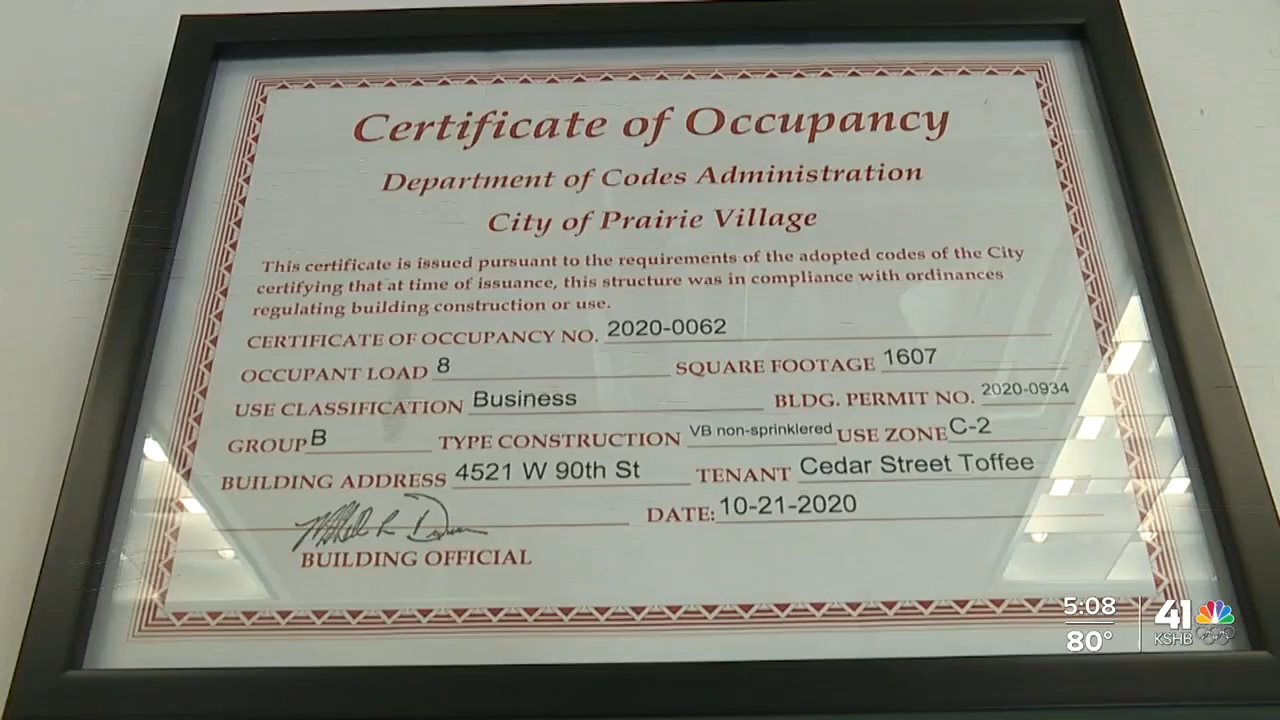 Certificate of Occupancy
Department of Codes Administration
City of Prairie Village
This certificate is issued pursuant to the requirements of the adopted codes of the City
certifying that at time of issuance, this structure was in compliance with ordinances
regulating building construction or use.
CERTIFICATE OF OCCUPANCY NO. 2020-0062
OCCUPANT LOAD 8 SQUARE FOOTAGE 1607
USE CLASSIFICATION Business BLDG. PERMIT NO. 2020-0934
GROUP B TYPE CONSTRUCTION VB non-sprinklered USE ZONE C-2
BUILDING ADDRESS 4521 W 90th St TENANT Cedar Street Toffee
DATE: 10-21-2020
BUILDING OFFICIAL
5:08
80°
41
KSHB